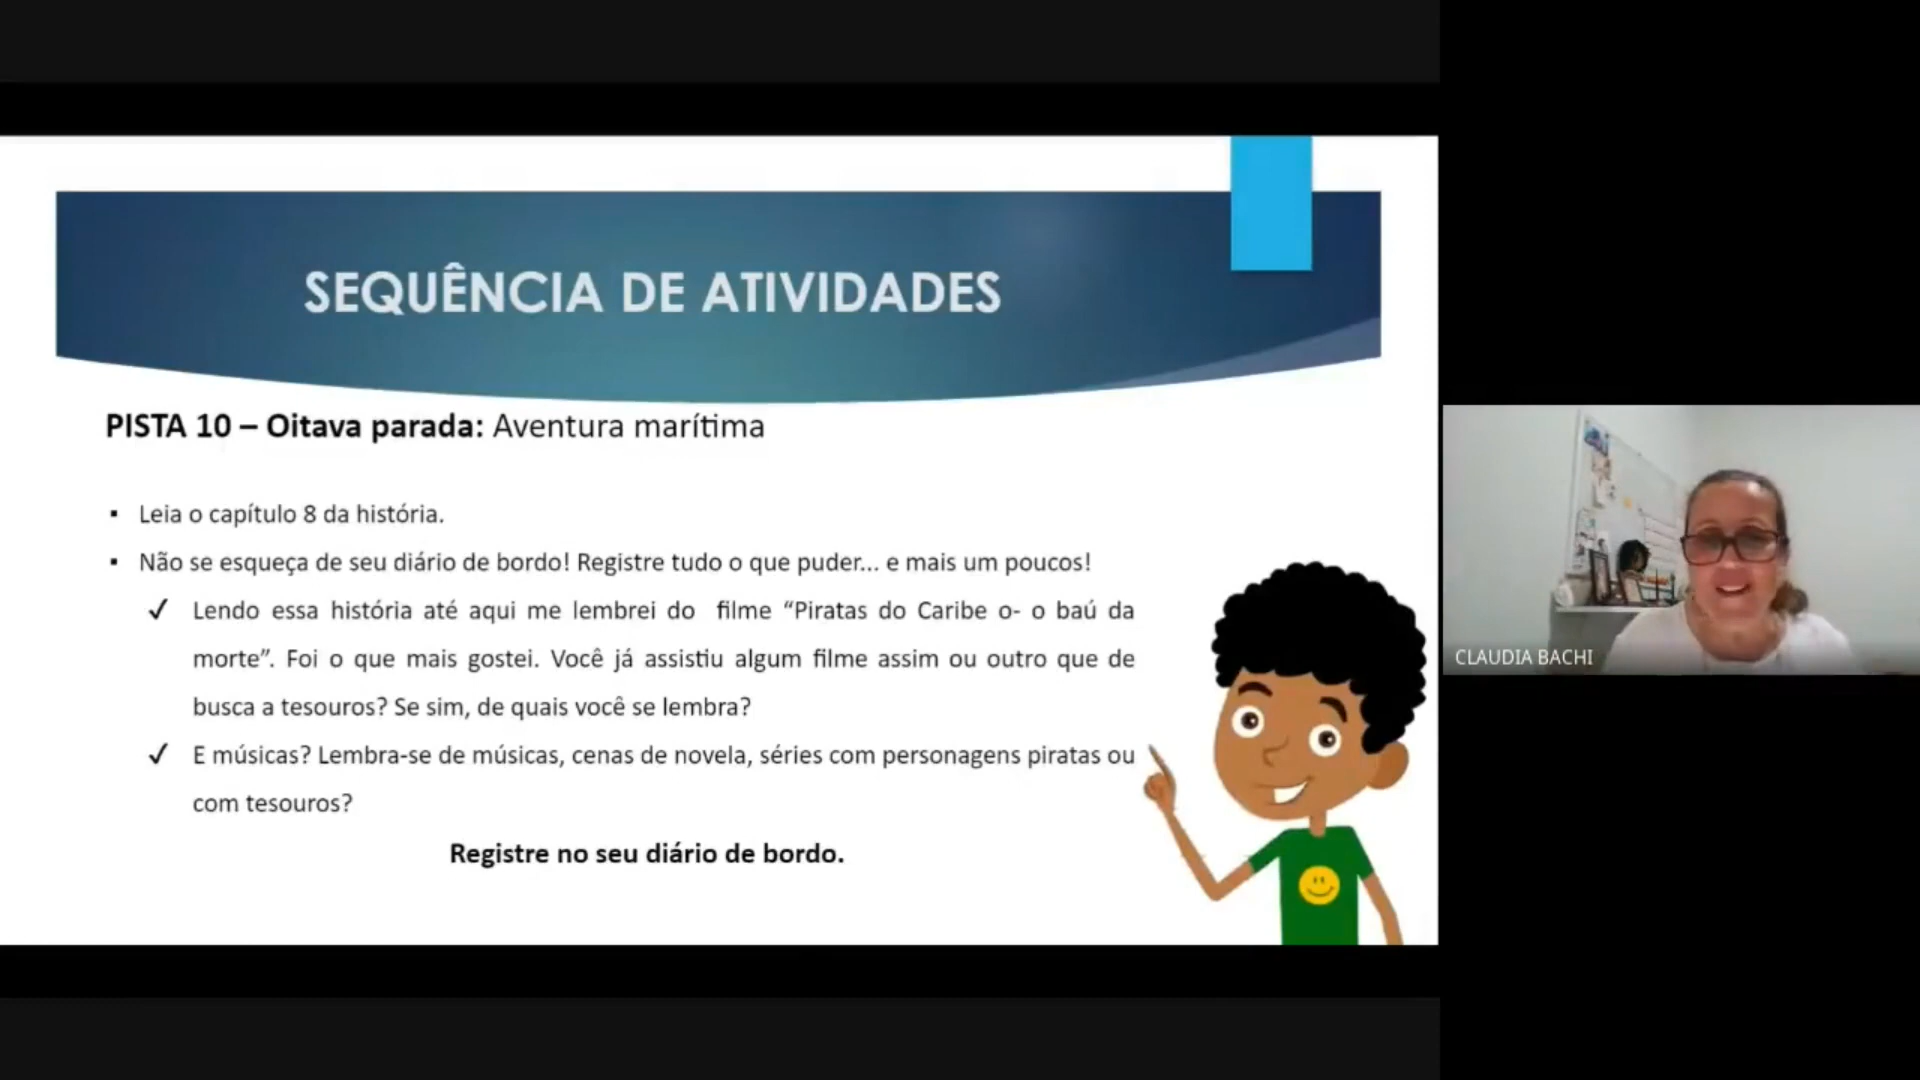 SEQUÊNCIA DE ATIVIDADES
PISTA 10 – Oitava parada: Aventura marítima
▪ Leia o capítulo 8 da história.
▪ Não se esqueça de seu diário de bordo! Registre tudo o que puder... e mais um poucos!
✓ Lendo essa história até aqui me lembrei do filme “Piratas do Caribe o- o baú da
morte”. Foi o que mais gostei. Você já assistiu algum filme assim ou outro que de
busca a tesouros? Se sim, de quais você se lembra?
✓ E músicas? Lembra-se de músicas, cenas de novela, séries com personagens piratas ou
com tesouros?
Registre no seu diário de bordo.
CLAUDIA BACHI